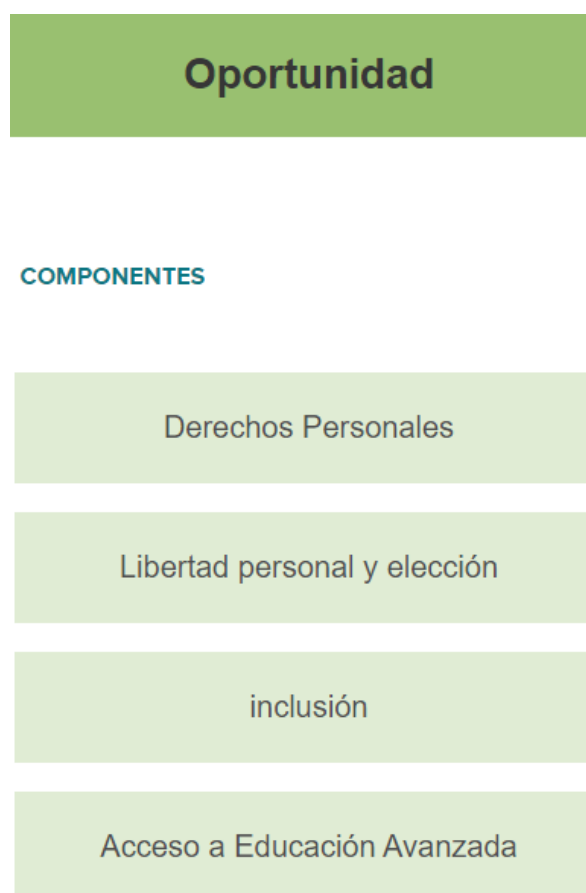 Oportunidad
COMPONENTES
Derechos Personales
Libertad personal y elección
inclusión
Acceso a Educación Avanzada